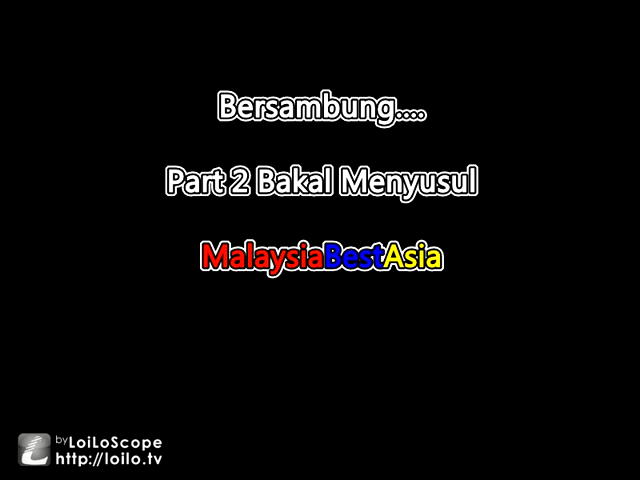 Bersambung....
Part 2 Bakal Menyusul
MalaysiaBestAsia
by LoiLoScope
http://loilo.tv